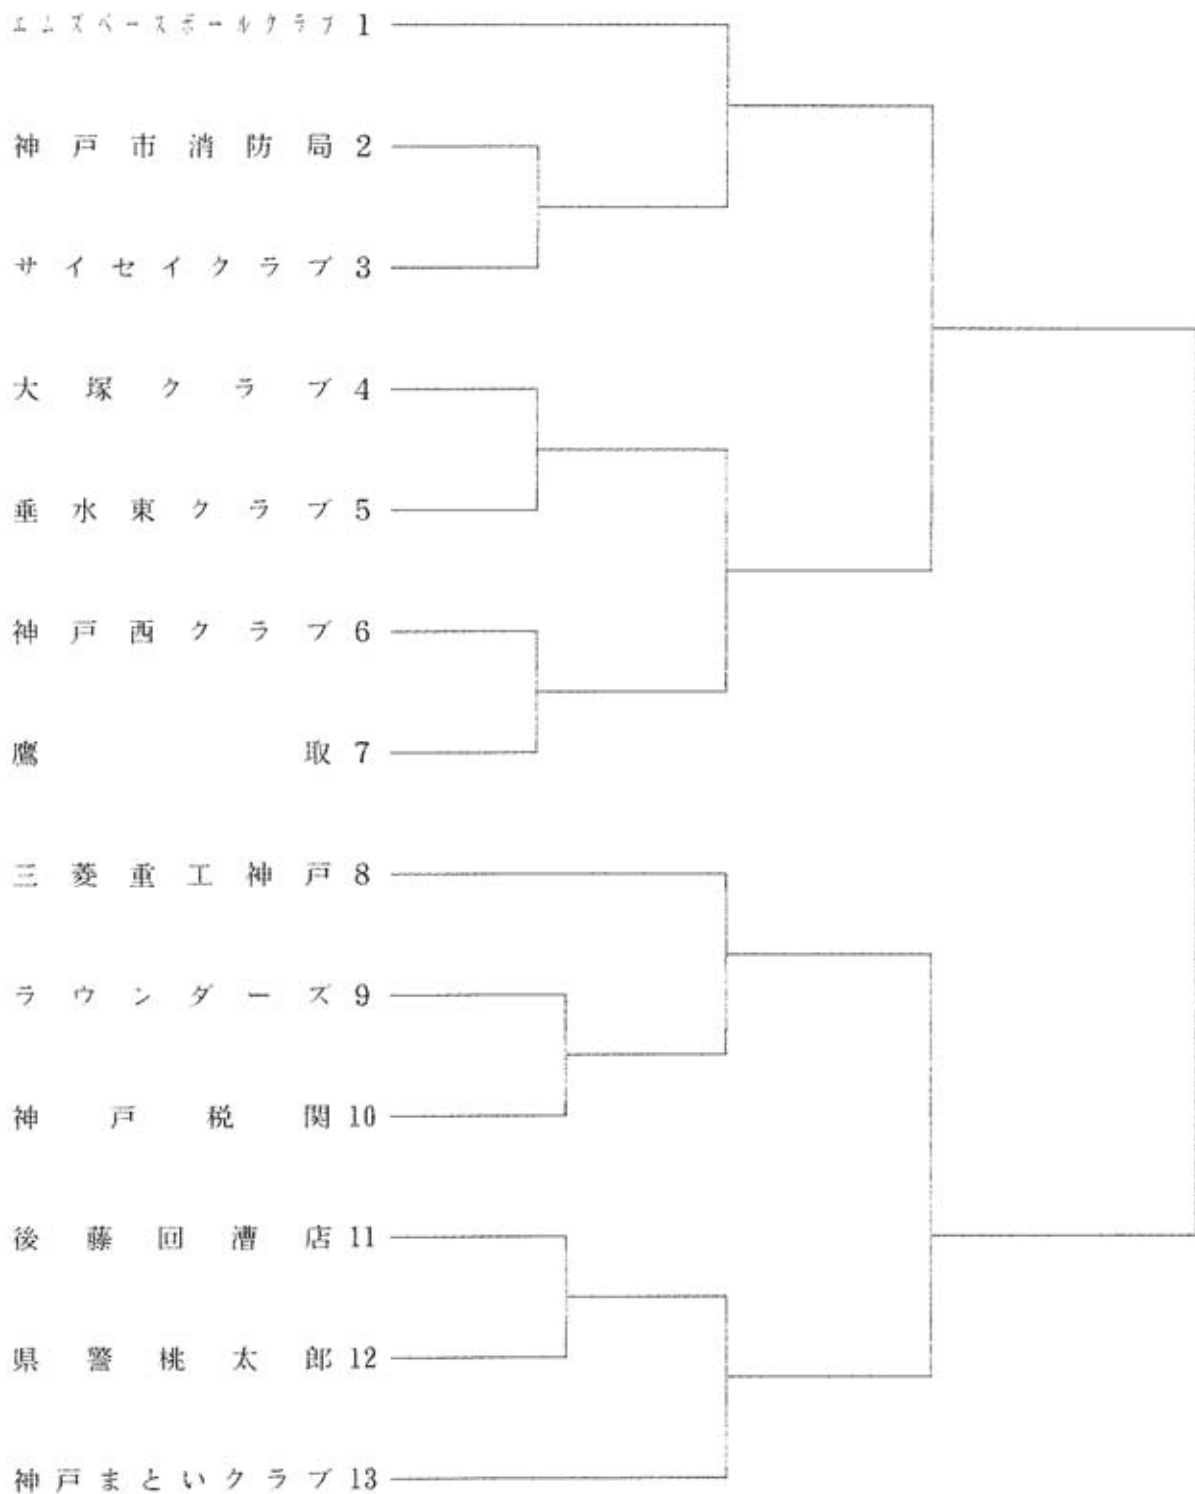 エムズベースボールクラブ 1
神戸市消防局 2
サイセイクラブ 3
大塚クラブ 4
垂水東クラブ 5
神戸西クラブ 6
鷹取 7
三菱重工神戸 8
ラウンダーズ 9
神戸税関 10
後藤回漕店 11
県警桃太郎 12
神戸まといクラブ 13